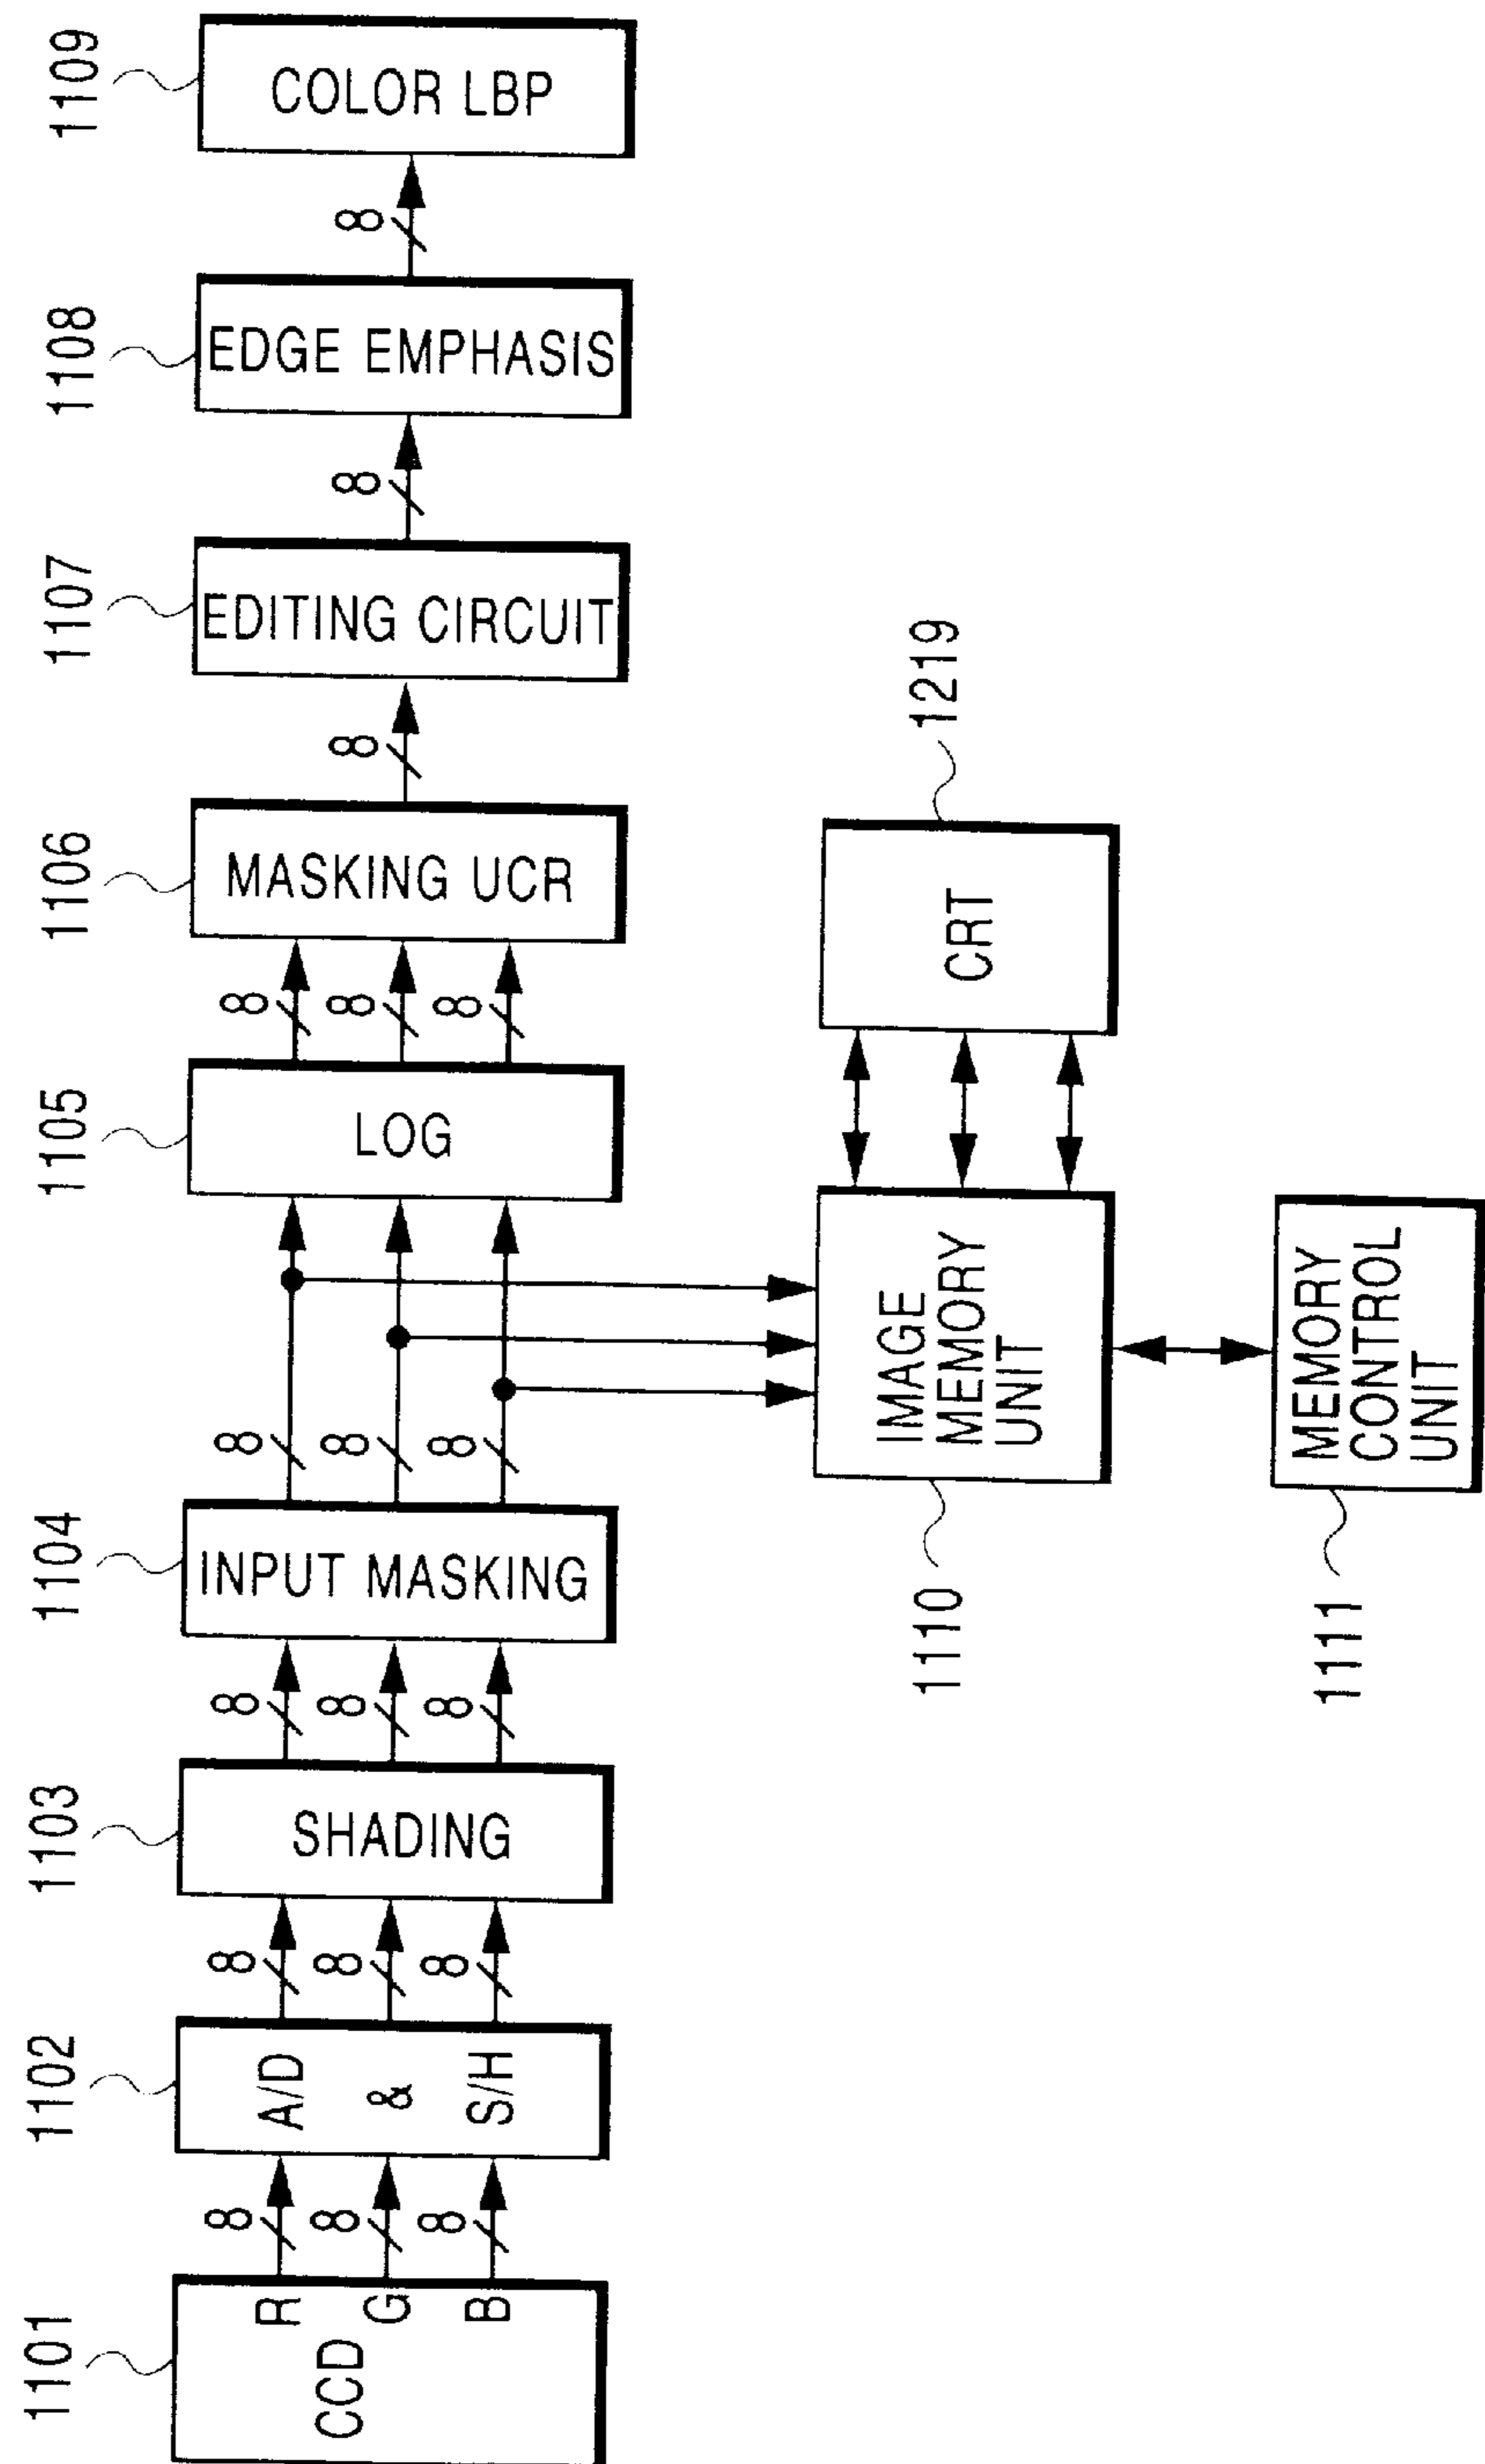 1101
CCD
R
G
B
8
8
8
1102
A/D
&
S/H
8
8
8
1103
SHADING
8
8
8
1104
INPUT MASKING
8
8
8
1105
LOG
8
8
8
1106
MASKING UCR
8
1107
EDITING CIRCUIT
8
1108
EDGE EMPHASIS
8
1109
COLOR LBP
1110
IMAGE
MEMORY
UNIT
CRT
1219
1111
MEMORY
CONTROL
UNIT